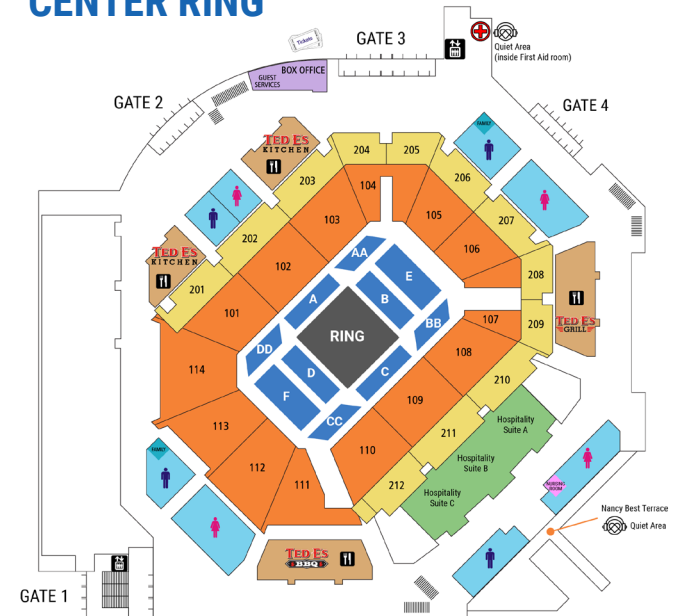 CENTER RING
Tickets
GATE 3
Quiet Area
(inside First Aid room)
BOX OFFICE
GUEST
SERVICES
GATE 2
GATE 4
FAMILY
TED E'S
KITCHEN
204
205
203
206
104
207
103
105
202
106
TED E'S
KITCHEN
102
AA
208
201
E
A
B
101
107
BB
209
TED E'S
GRILL
RING
DD
108
114
D
C
210
F
109
113
CC
211
Hospitality
Suite A
FAMILY
110
Hospitality
Suite B
112
111
212
Hospitality
Suite C
NURSING
ROOM
Nancy Best Terrace
Quiet Area
TED E'S
BBQ
GATE 1